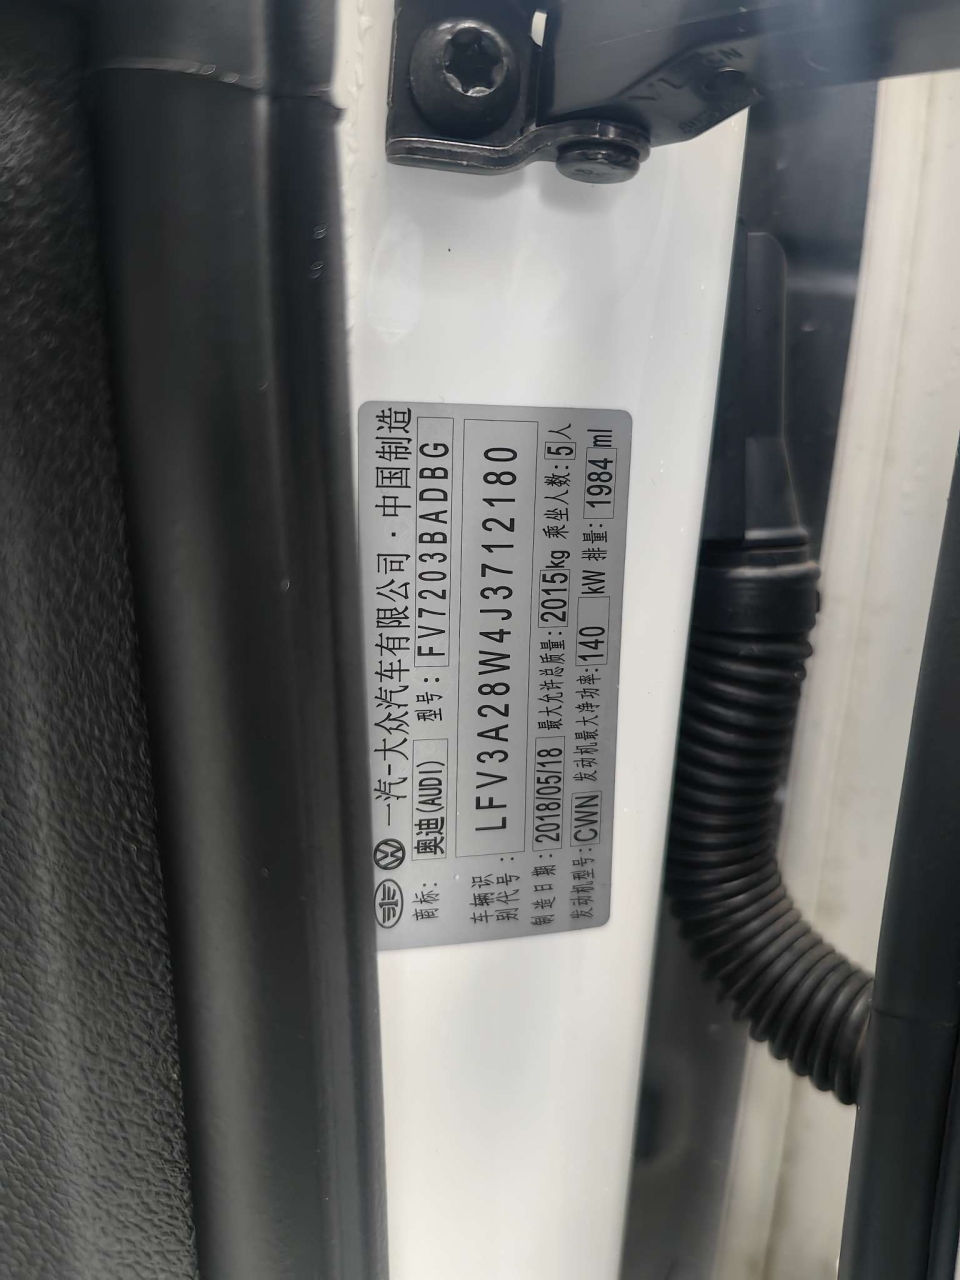 一汽-大众汽车有限公司·中国制造
商标: 奥迪(AUDI) 型号: FV7203BADBG
车辆识别代号: LFV3A28W4J3712180
制造日期: 2018/05/18 最大允许总质量: 2015kg 乘坐人数: 5人
发动机型号: CWN 发动机最大净功率: 140 kW 排量: 1984 ml